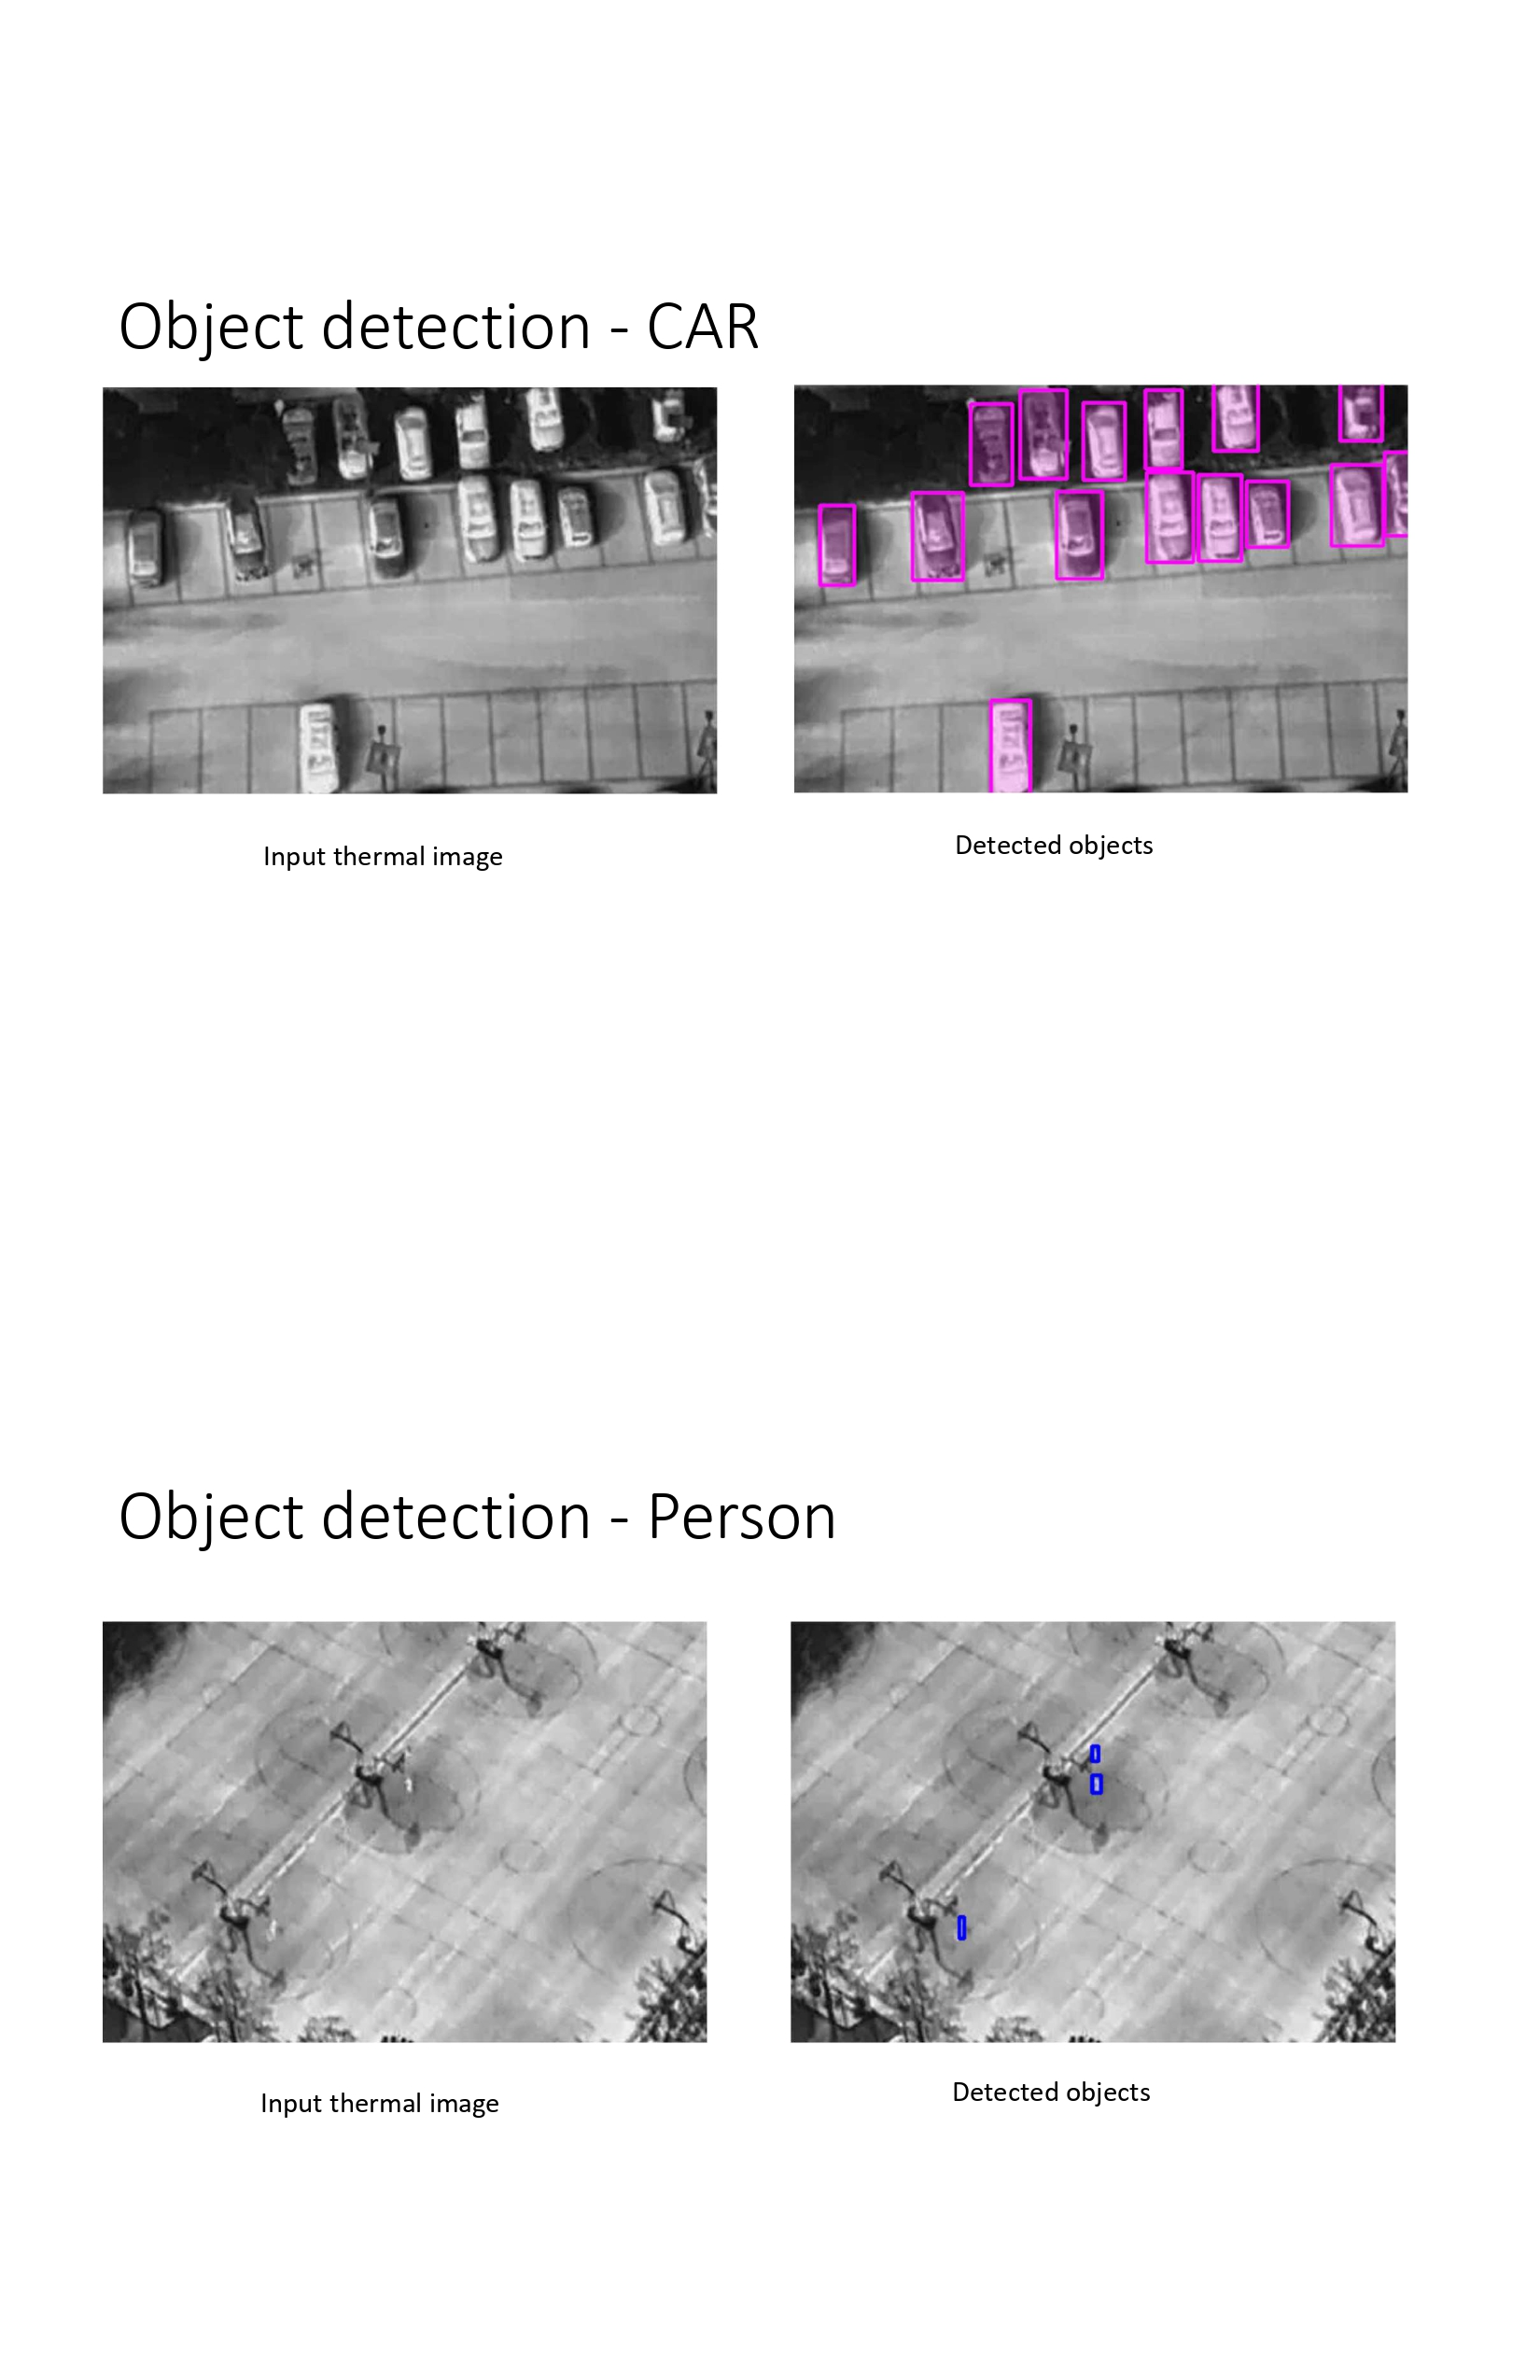 Object detection - CAR
Input thermal image
Detected objects
Object detection - Person
Input thermal image
Detected objects